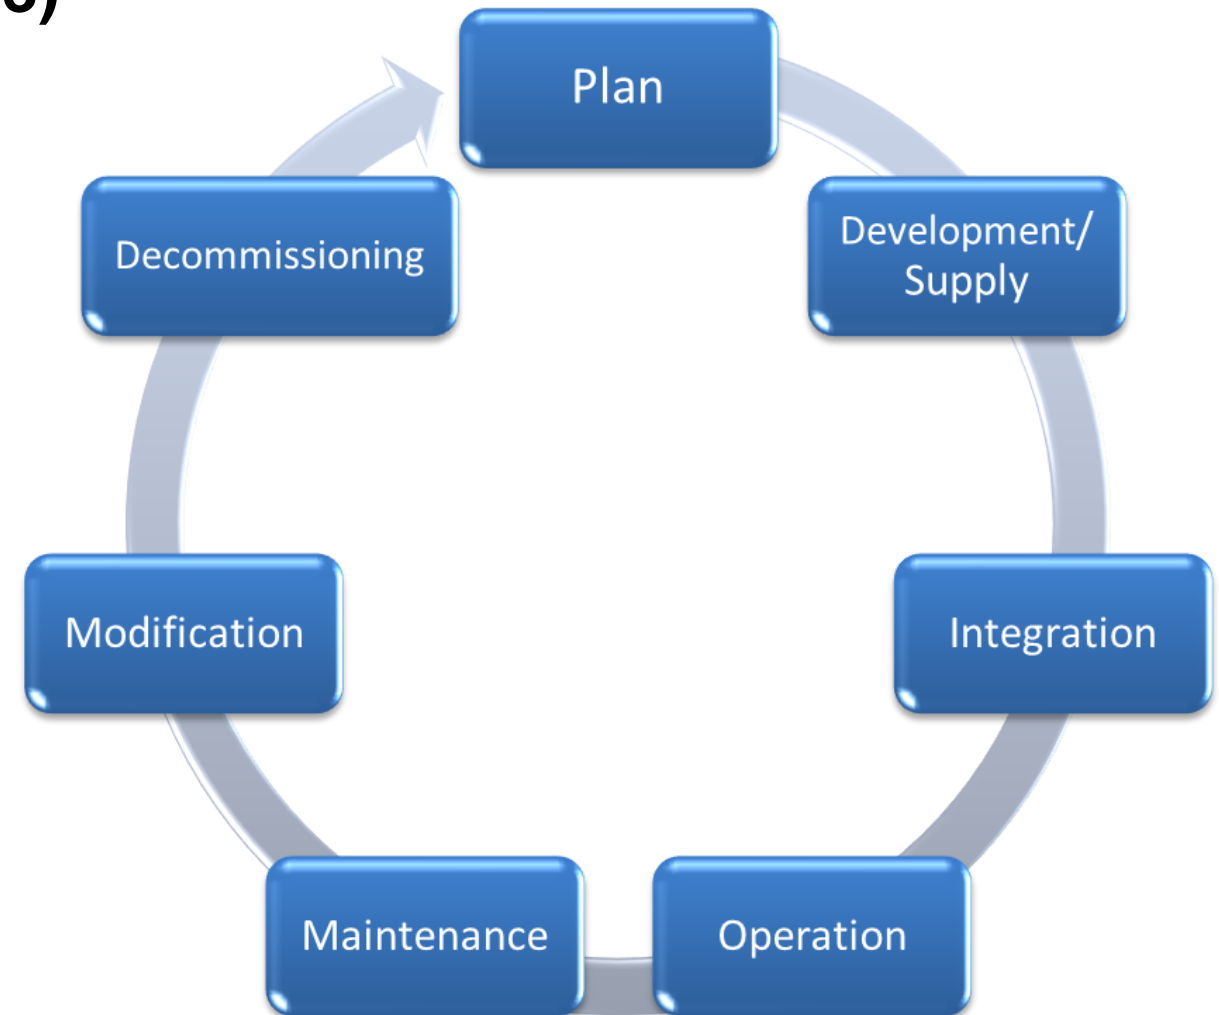 Plan
Development/
Supply
Integration
Operation
Maintenance
Modification
Decommissioning